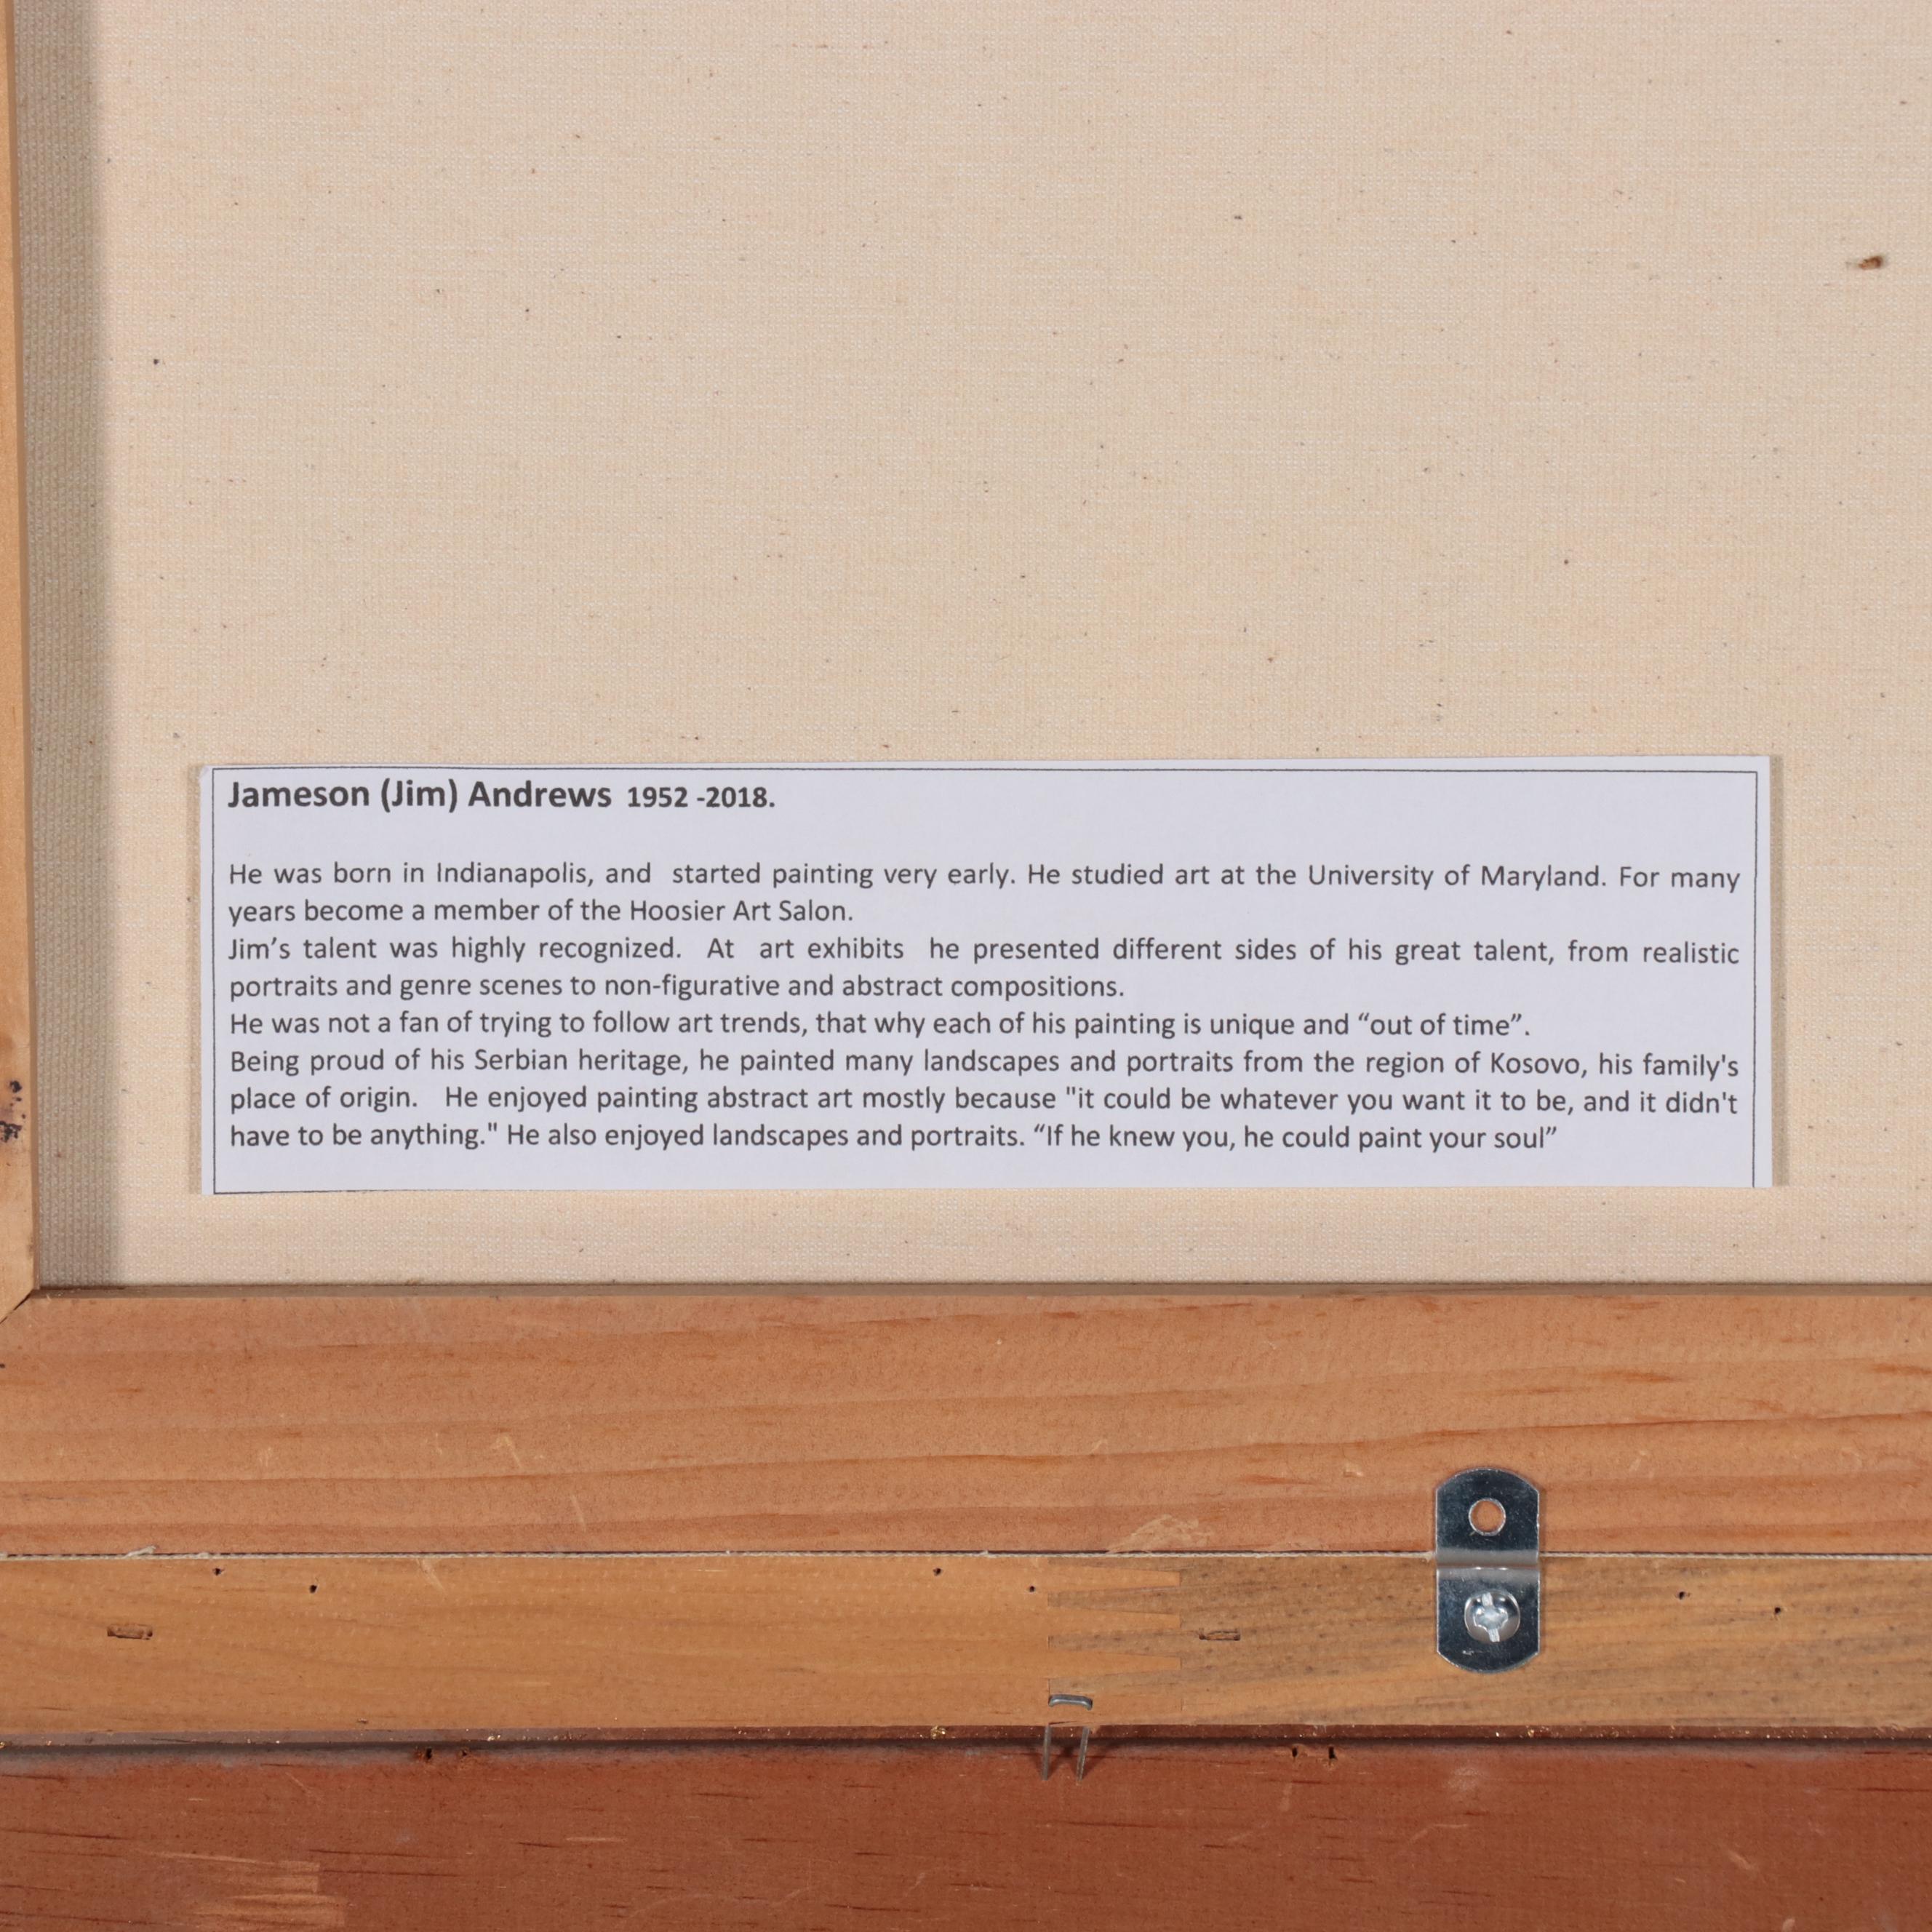 Jameson (Jim) Andrews 1952 -2018.
He was born in Indianapolis, and started painting very early. He studied art at the University of Maryland. For many
years become a member of the Hoosier Art Salon.
Jim’s talent was highly recognized. At art exhibits he presented different sides of his great talent, from realistic
portraits and genre scenes to non-figurative and abstract compositions.
He was not a fan of trying to follow art trends, that why each of his painting is unique and “out of time”.
Being proud of his Serbian heritage, he painted many landscapes and portraits from the region of Kosovo, his family's
place of origin. He enjoyed painting abstract art mostly because "it could be whatever you want it to be, and it didn't
have to be anything." He also enjoyed landscapes and portraits. “If he knew you, he could paint your soul”